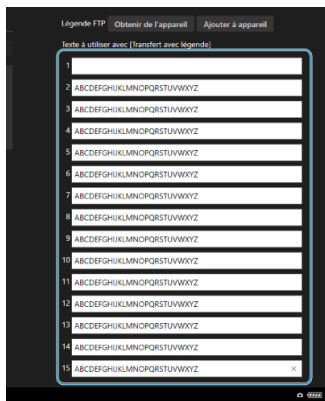 Légende FTP Obtenir de l'appareil Ajouter à appareil
Texte à utiliser avec [Transfert avec légende]
1
2 ABCDEFGHIJKLMNOPQRSTUVWXYZ
3 ABCDEFGHIJKLMNOPQRSTUVWXYZ
4 ABCDEFGHIJKLMNOPQRSTUVWXYZ
5 ABCDEFGHIJKLMNOPQRSTUVWXYZ
6 ABCDEFGHIJKLMNOPQRSTUVWXYZ
7 ABCDEFGHIJKLMNOPQRSTUVWXYZ
8 ABCDEFGHIJKLMNOPQRSTUVWXYZ
9 ABCDEFGHIJKLMNOPQRSTUVWXYZ
10 ABCDEFGHIJKLMNOPQRSTUVWXYZ
11 ABCDEFGHIJKLMNOPQRSTUVWXYZ
12 ABCDEFGHIJKLMNOPQRSTUVWXYZ
13 ABCDEFGHIJKLMNOPQRSTUVWXYZ
14 ABCDEFGHIJKLMNOPQRSTUVWXYZ
15 ABCDEFGHIJKLMNOPQRSTUVWXYZ